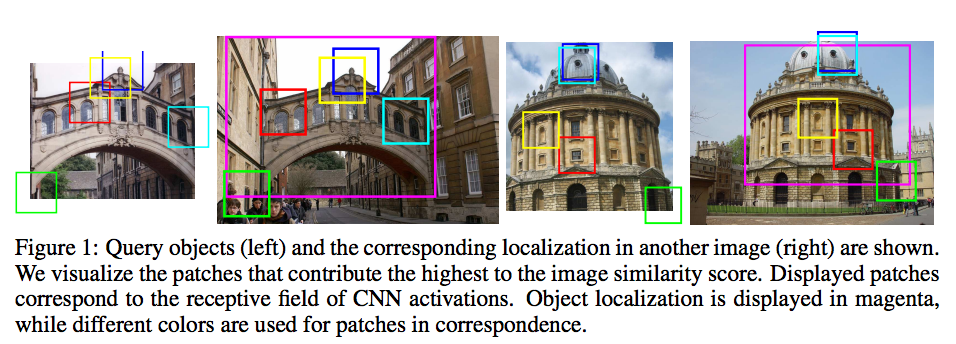 Figure 1: Query objects (left) and the corresponding localization in another image (right) are shown.
We visualize the patches that contribute the highest to the image similarity score. Displayed patches
correspond to the receptive field of CNN activations. Object localization is displayed in magenta,
while different colors are used for patches in correspondence.